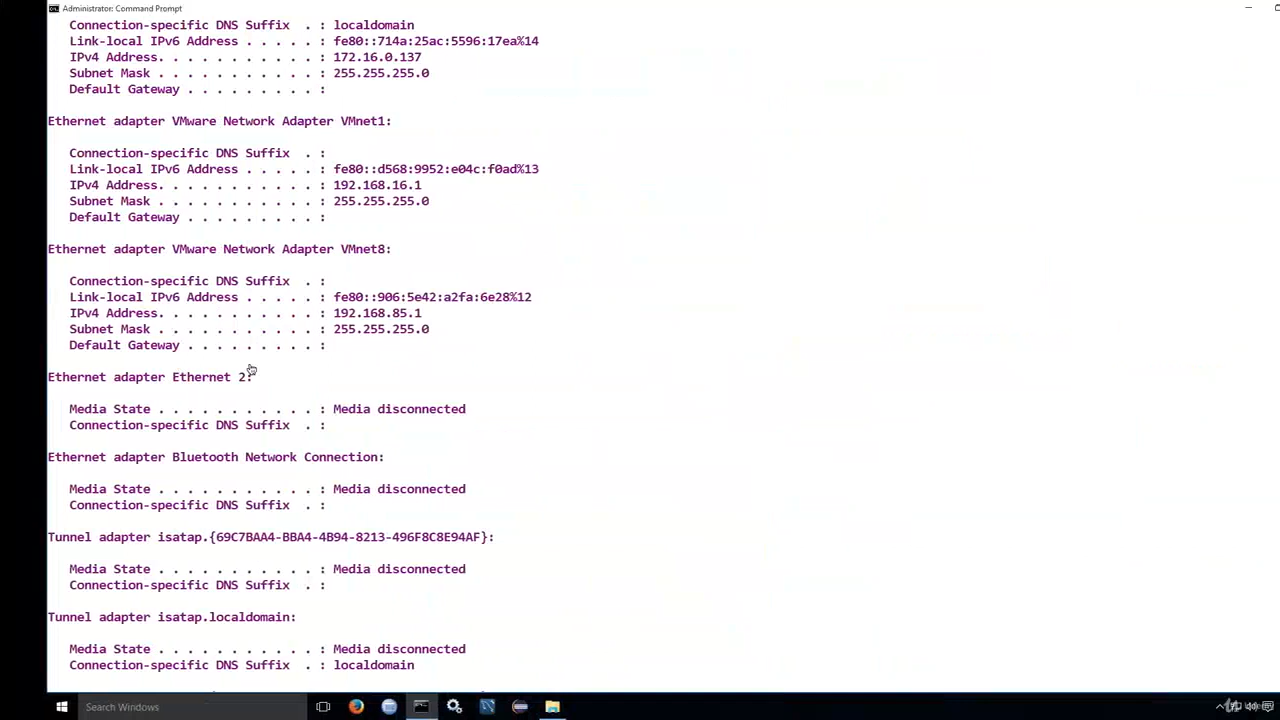 Administrator: Command Prompt
Connection-specific DNS Suffix . : localdomain
Link-local IPv6 Address . . . . . : fe80::714a:25ac:5596:17ea%14
IPv4 Address. . . . . . . . . . . : 172.16.0.137
Subnet Mask . . . . . . . . . . . : 255.255.255.0
Default Gateway . . . . . . . . . :
Ethernet adapter VMware Network Adapter VMnet1:
Connection-specific DNS Suffix . :
Link-local IPv6 Address . . . . . : fe80::d568:9952:e04c:f0ad%13
IPv4 Address. . . . . . . . . . . : 192.168.16.1
Subnet Mask . . . . . . . . . . . : 255.255.255.0
Default Gateway . . . . . . . . . :
Ethernet adapter VMware Network Adapter VMnet8:
Connection-specific DNS Suffix . :
Link-local IPv6 Address . . . . . : fe80::906:5e42:a2fa:6e28%12
IPv4 Address. . . . . . . . . . . : 192.168.85.1
Subnet Mask . . . . . . . . . . . : 255.255.255.0
Default Gateway . . . . . . . . . :
Ethernet adapter Ethernet 2:
Media State . . . . . . . . . . . : Media disconnected
Connection-specific DNS Suffix . :
Ethernet adapter Bluetooth Network Connection:
Media State . . . . . . . . . . . : Media disconnected
Connection-specific DNS Suffix . :
Tunnel adapter isatap.{69C7BAA4-BBA4-4B94-8213-496F8C8E94AF}:
Media State . . . . . . . . . . . : Media disconnected
Connection-specific DNS Suffix . :
Tunnel adapter isatap.localdomain:
Media State . . . . . . . . . . . : Media disconnected
Connection-specific DNS Suffix . : localdomain
Search Windows